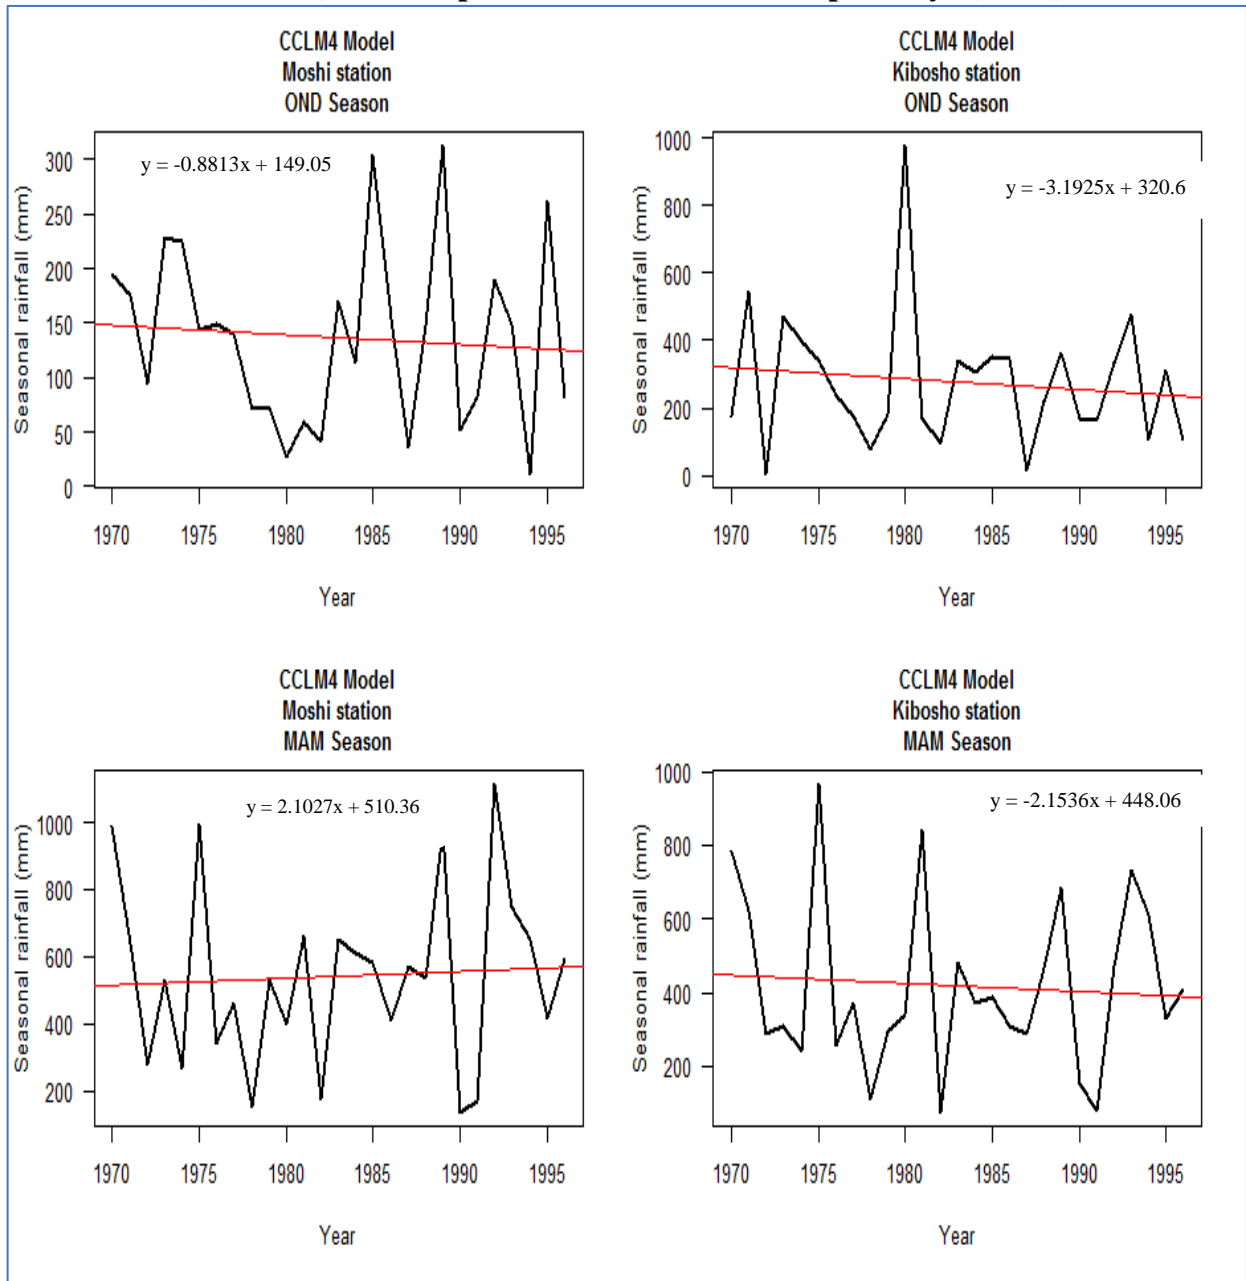 CCLM4 Model
Moshi station
OND Season
y = -0.8813x + 149.05
Seasonal rainfall (mm)
300
250
200
150
100
50
0
1970 1975 1980 1985 1990 1995
Year
CCLM4 Model
Kibosho station
OND Season
y = -3.1925x + 320.6
Seasonal rainfall (mm)
1000
800
600
400
200
0
1970 1975 1980 1985 1990 1995
Year
CCLM4 Model
Moshi station
MAM Season
y = 2.1027x + 510.36
Seasonal rainfall (mm)
1000
800
600
400
200
1970 1975 1980 1985 1990 1995
Year
CCLM4 Model
Kibosho station
MAM Season
y = -2.1536x + 448.06
Seasonal rainfall (mm)
1000
800
600
400
200
1970 1975 1980 1985 1990 1995
Year